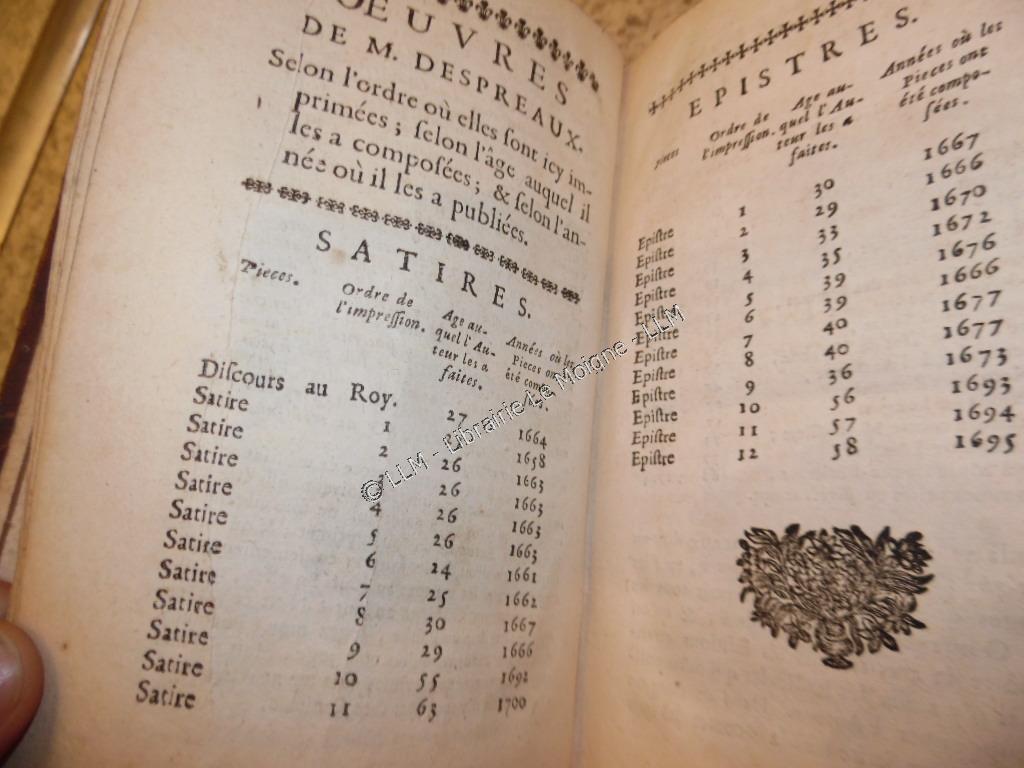 OEUVRES
DE M. DESPREAUX.
Selon l'ordre où elles ſont icy im-
primées ; ſelon l'âge auquel il
les a compoſées ; & ſelon l'an-
née où il les a publiées.
SATIRES.
Pieces. Ordre de l'impreſſion. Age au-quel l'Au-teur les a faites. Années où les Pieces ont été
Diſcours au Roy. 27 1664
Satire 1 1658
Satire 2 26 1663
Satire 26 1663
Satire 4 26 1663
Satire 5 26 1663
Satire 6 24 1661
Satire 7 25 1662
Satire 8 30 1667
Satire 9 29 1666
Satire 10 55 1692
Satire 11 63 1700
EPISTRES.
Pieces Ordre de l'impreſſion. Age au-quel l'Au-teur les a faites. Années où les Pieces ont été compo-ſées.
Epiſtre 1 30 1667
Epiſtre 2 29 1666
Epiſtre 3 33 1670
Epiſtre 4 35 1672
Epiſtre 5 39 1676
Epiſtre 6 39 1666
Epiſtre 7 40 1677
Epiſtre 8 40 1677
Epiſtre 9 36 1673
Epiſtre 10 56 1693
Epiſtre 11 57 1694
Epiſtre 12 58 1695
© LLM - Librairie Le Moigne - LLM